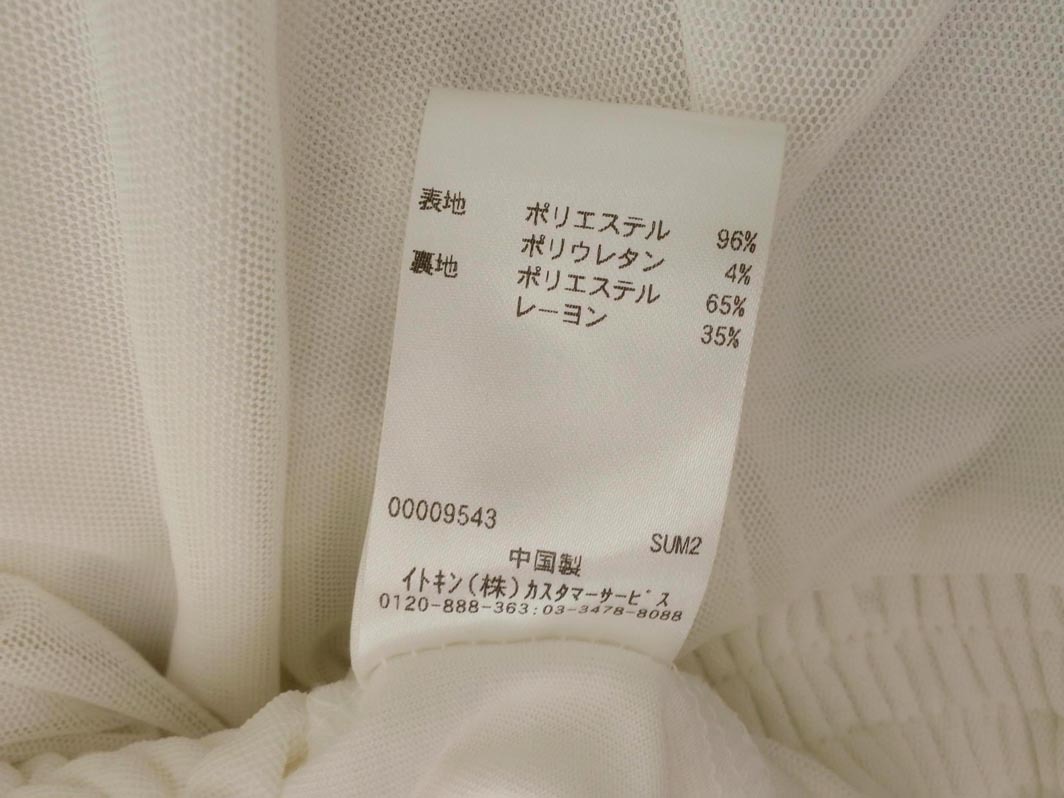 表地 ポリエステル 96%
ポリウレタン 4%
裏地 ポリエステル 65%
レーヨン 35%
00009543
SUM2
中国製
イトキン(株)カスタマーサービス
0120-888-363:03-3478-8088